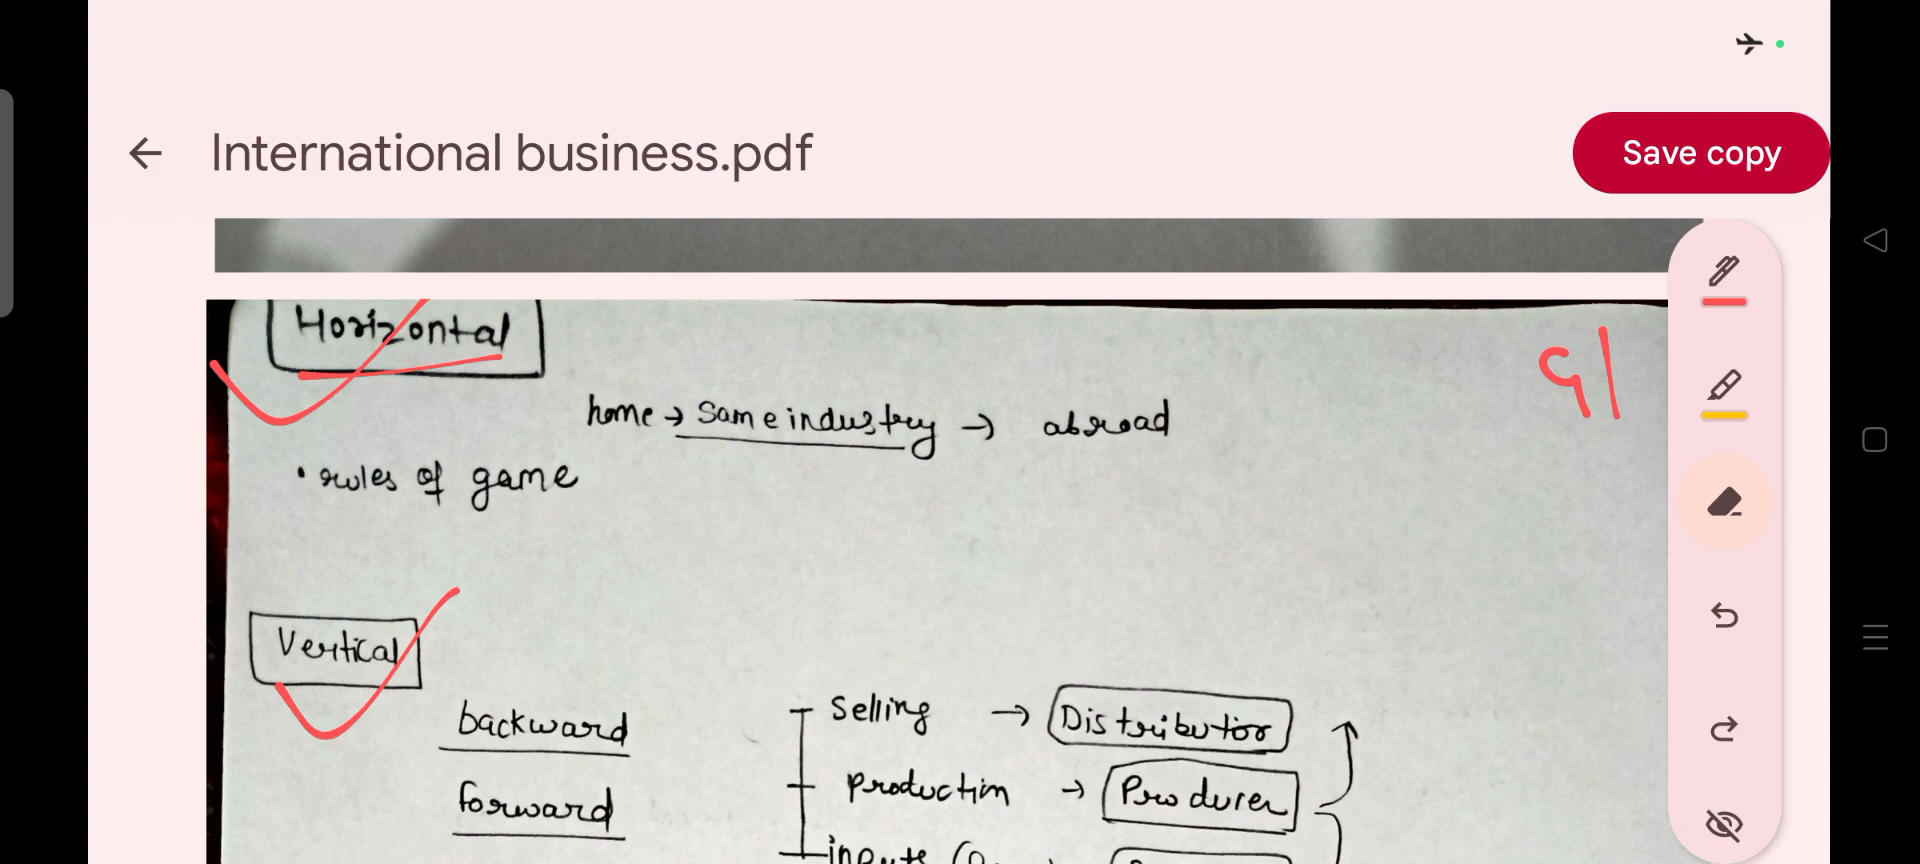 International business.pdf
Save copy
Horizontal
home → Same industry → abroad
• rules of game
Vertical
backward
Selling → Distributor
production → Producer
forward
inputs